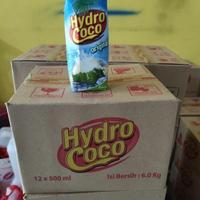 Hydro
Coco
original
Hydro
Coco
12 x 500 ml
Isi Bersih : 6.0 Kg